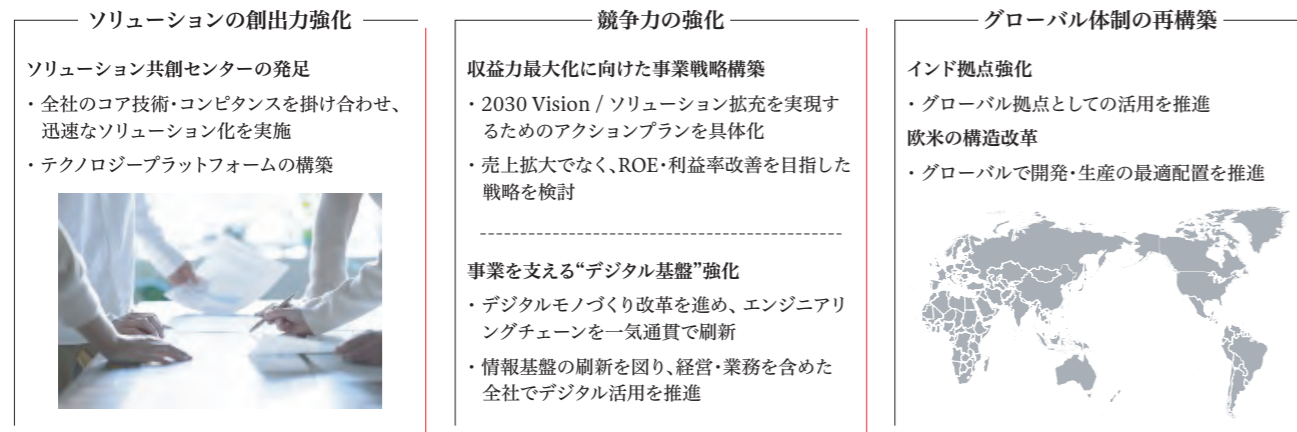 ソリューションの創出力強化
ソリューション共創センターの発足
・全社のコア技術・コンピタンスを掛け合わせ、
迅速なソリューション化を実施
・テクノロジープラットフォームの構築
競争力の強化
収益力最大化に向けた事業戦略構築
・2030 Vision / ソリューション拡充を実現す
るためのアクションプランを具体化
・売上拡大でなく、ROE・利益率改善を目指した
戦略を検討
事業を支える“デジタル基盤”強化
・デジタルモノづくり改革を進め、エンジニアリ
ングチェーンを一気通貫で刷新
・情報基盤の刷新を図り、経営・業務を含めた
全社でデジタル活用を推進
グローバル体制の再構築
インド拠点強化
・グローバル拠点としての活用を推進
欧米の構造改革
・グローバルで開発・生産の最適配置を推進